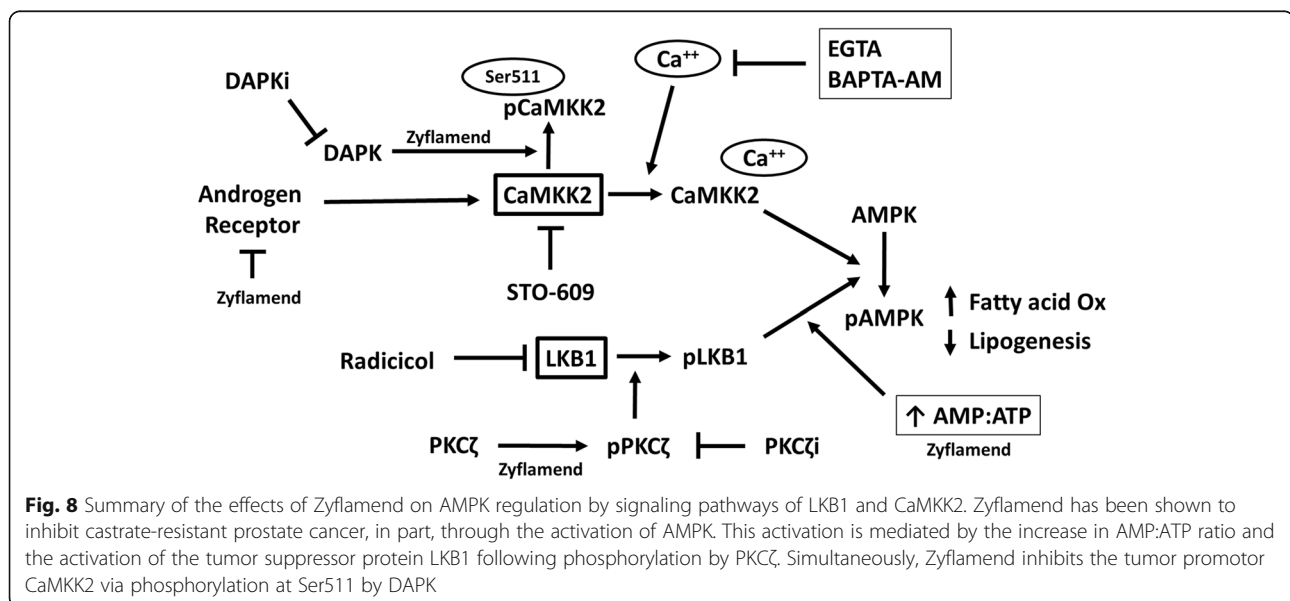 EGTA
BAPTA-AM
Ca++
Ser511
pCaMKK2
DAPKi
DAPK
Zyflamend
Ca++
Androgen
Receptor
CaMKK2
CaMKK2
AMPK
Zyflamend
STO-609
pAMPK
↑ Fatty acid Ox
↓ Lipogenesis
Radicicol
LKB1
pLKB1
↑ AMP:ATP
Zyflamend
PKCζ
Zyflamend
pPKCζ
PKCζi
Fig. 8 Summary of the effects of Zyflamend on AMPK regulation by signaling pathways of LKB1 and CaMKK2. Zyflamend has been shown to
inhibit castrate-resistant prostate cancer, in part, through the activation of AMPK. This activation is mediated by the increase in AMP:ATP ratio and
the activation of the tumor suppressor protein LKB1 following phosphorylation by PKCζ. Simultaneously, Zyflamend inhibits the tumor promotor
CaMKK2 via phosphorylation at Ser511 by DAPK